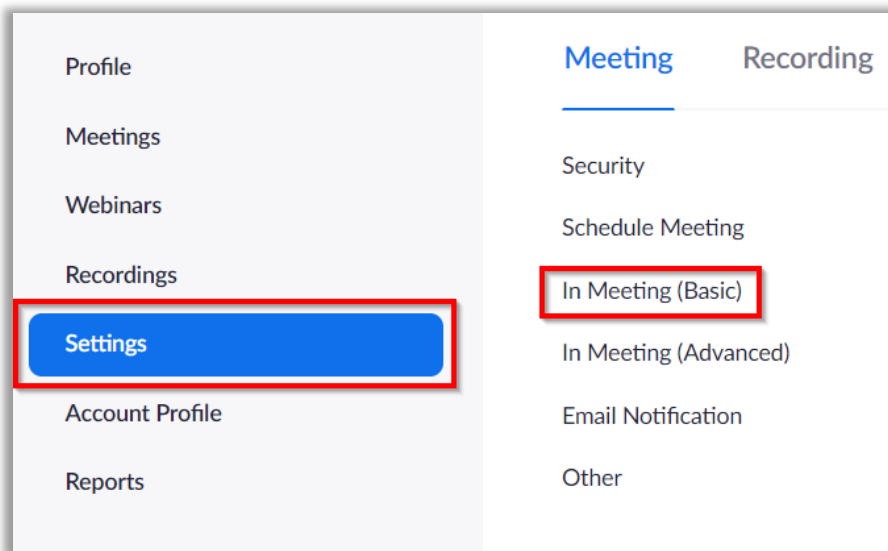 Profile
Meetings
Webinars
Recordings
Settings
Account Profile
Reports
Meeting
Recording
Security
Schedule Meeting
In Meeting (Basic)
In Meeting (Advanced)
Email Notification
Other